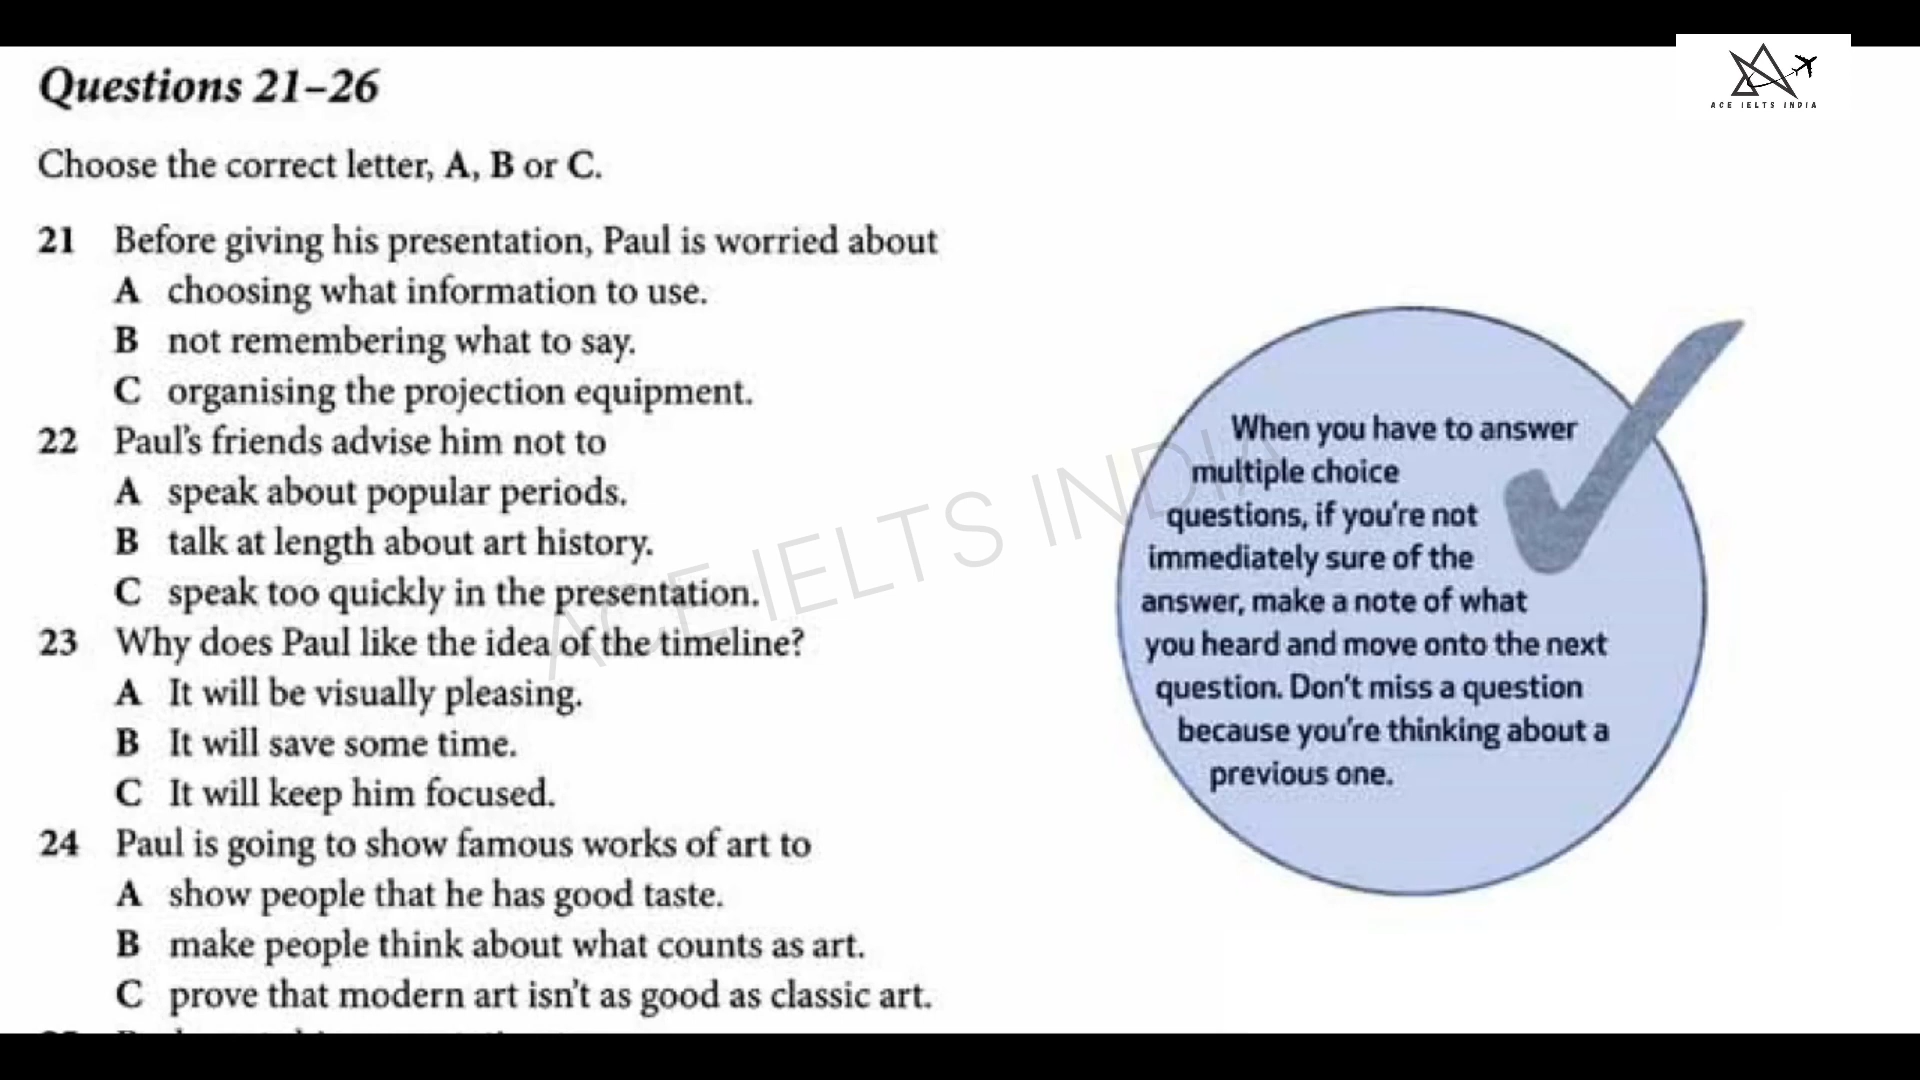 ACE IELTS INDIA
Questions 21–26
Choose the correct letter, A, B or C.
21 Before giving his presentation, Paul is worried about
A choosing what information to use.
B not remembering what to say.
C organising the projection equipment.
22 Paul's friends advise him not to
A speak about popular periods.
B talk at length about art history.
C speak too quickly in the presentation.
23 Why does Paul like the idea of the timeline?
A It will be visually pleasing.
B It will save some time.
C It will keep him focused.
24 Paul is going to show famous works of art to
A show people that he has good taste.
B make people think about what counts as art.
C prove that modern art isn't as good as classic art.
When you have to answer
multiple choice
questions, if you're not
immediately sure of the
answer, make a note of what
you heard and move onto the next
question. Don't miss a question
because you're thinking about a
previous one.
ACE IELTS INDIA